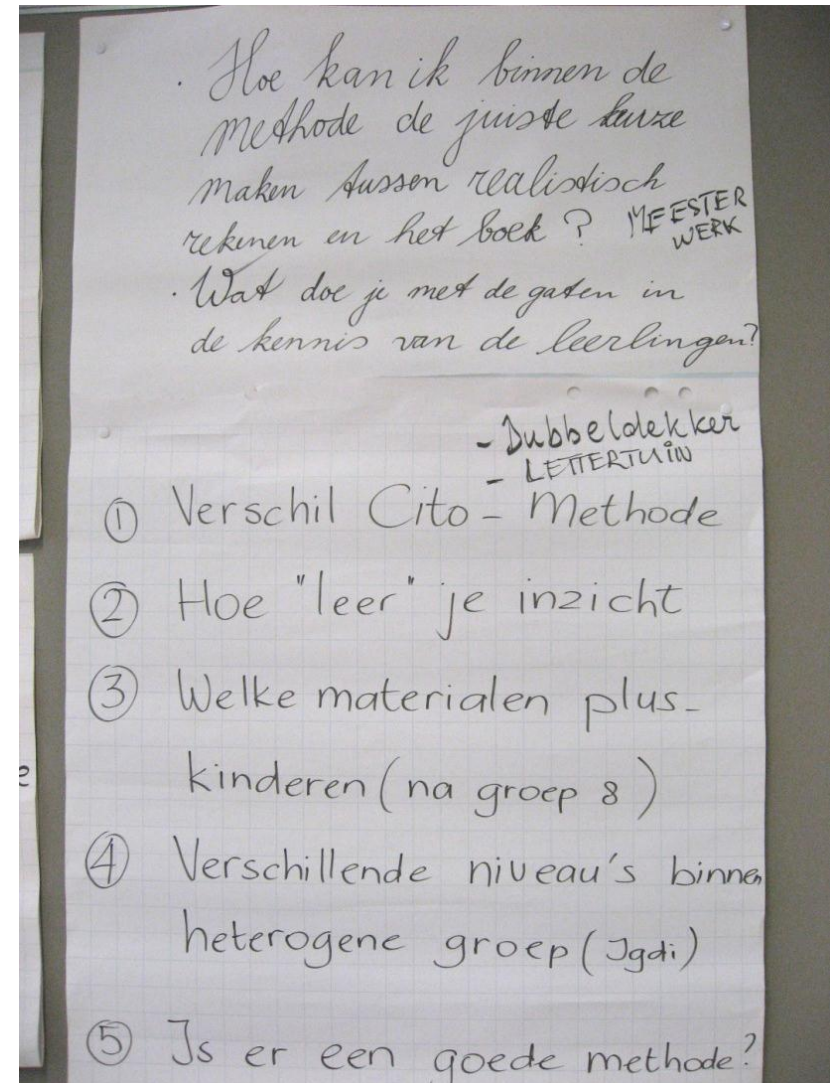 · Hoe kan ik binnen de
methode de juiste keuze
maken tussen realistisch
rekenen en het boek ? MEESTER
WERK
· Wat doe je met de gaten in
de kennis van de leerlingen?
- Dubbeldekker
- LETTERTUIN
① Verschil Cito - Methode
② Hoe "leer" je inzicht
③ Welke materialen plus-
kinderen (na groep 8)
④ Verschillende niveau's binnen
heterogene groep (Igdi)
⑤ Is er een goede methode?